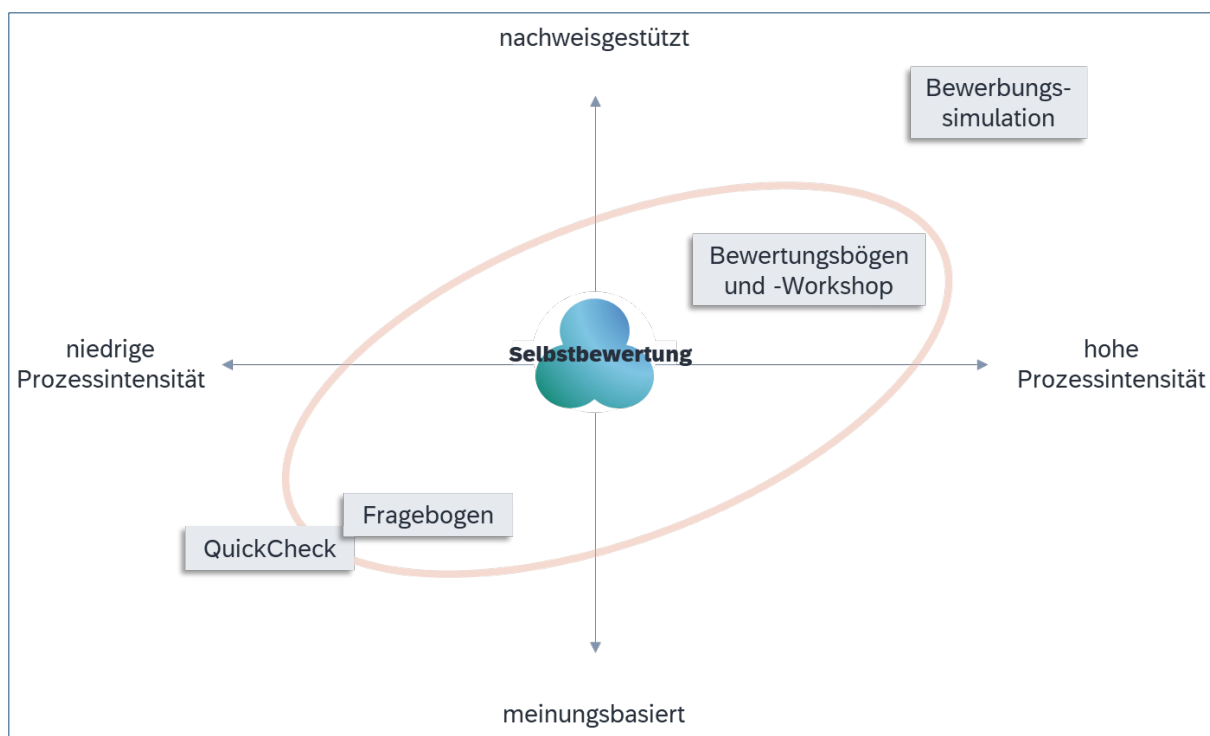 nachweisgestützt
Bewerbungs-
simulation
Bewertungsbögen
und -Workshop
Selbstbewertung
niedrige
Prozessintensität
hohe
Prozessintensität
Fragebogen
QuickCheck
meinungsbasiert